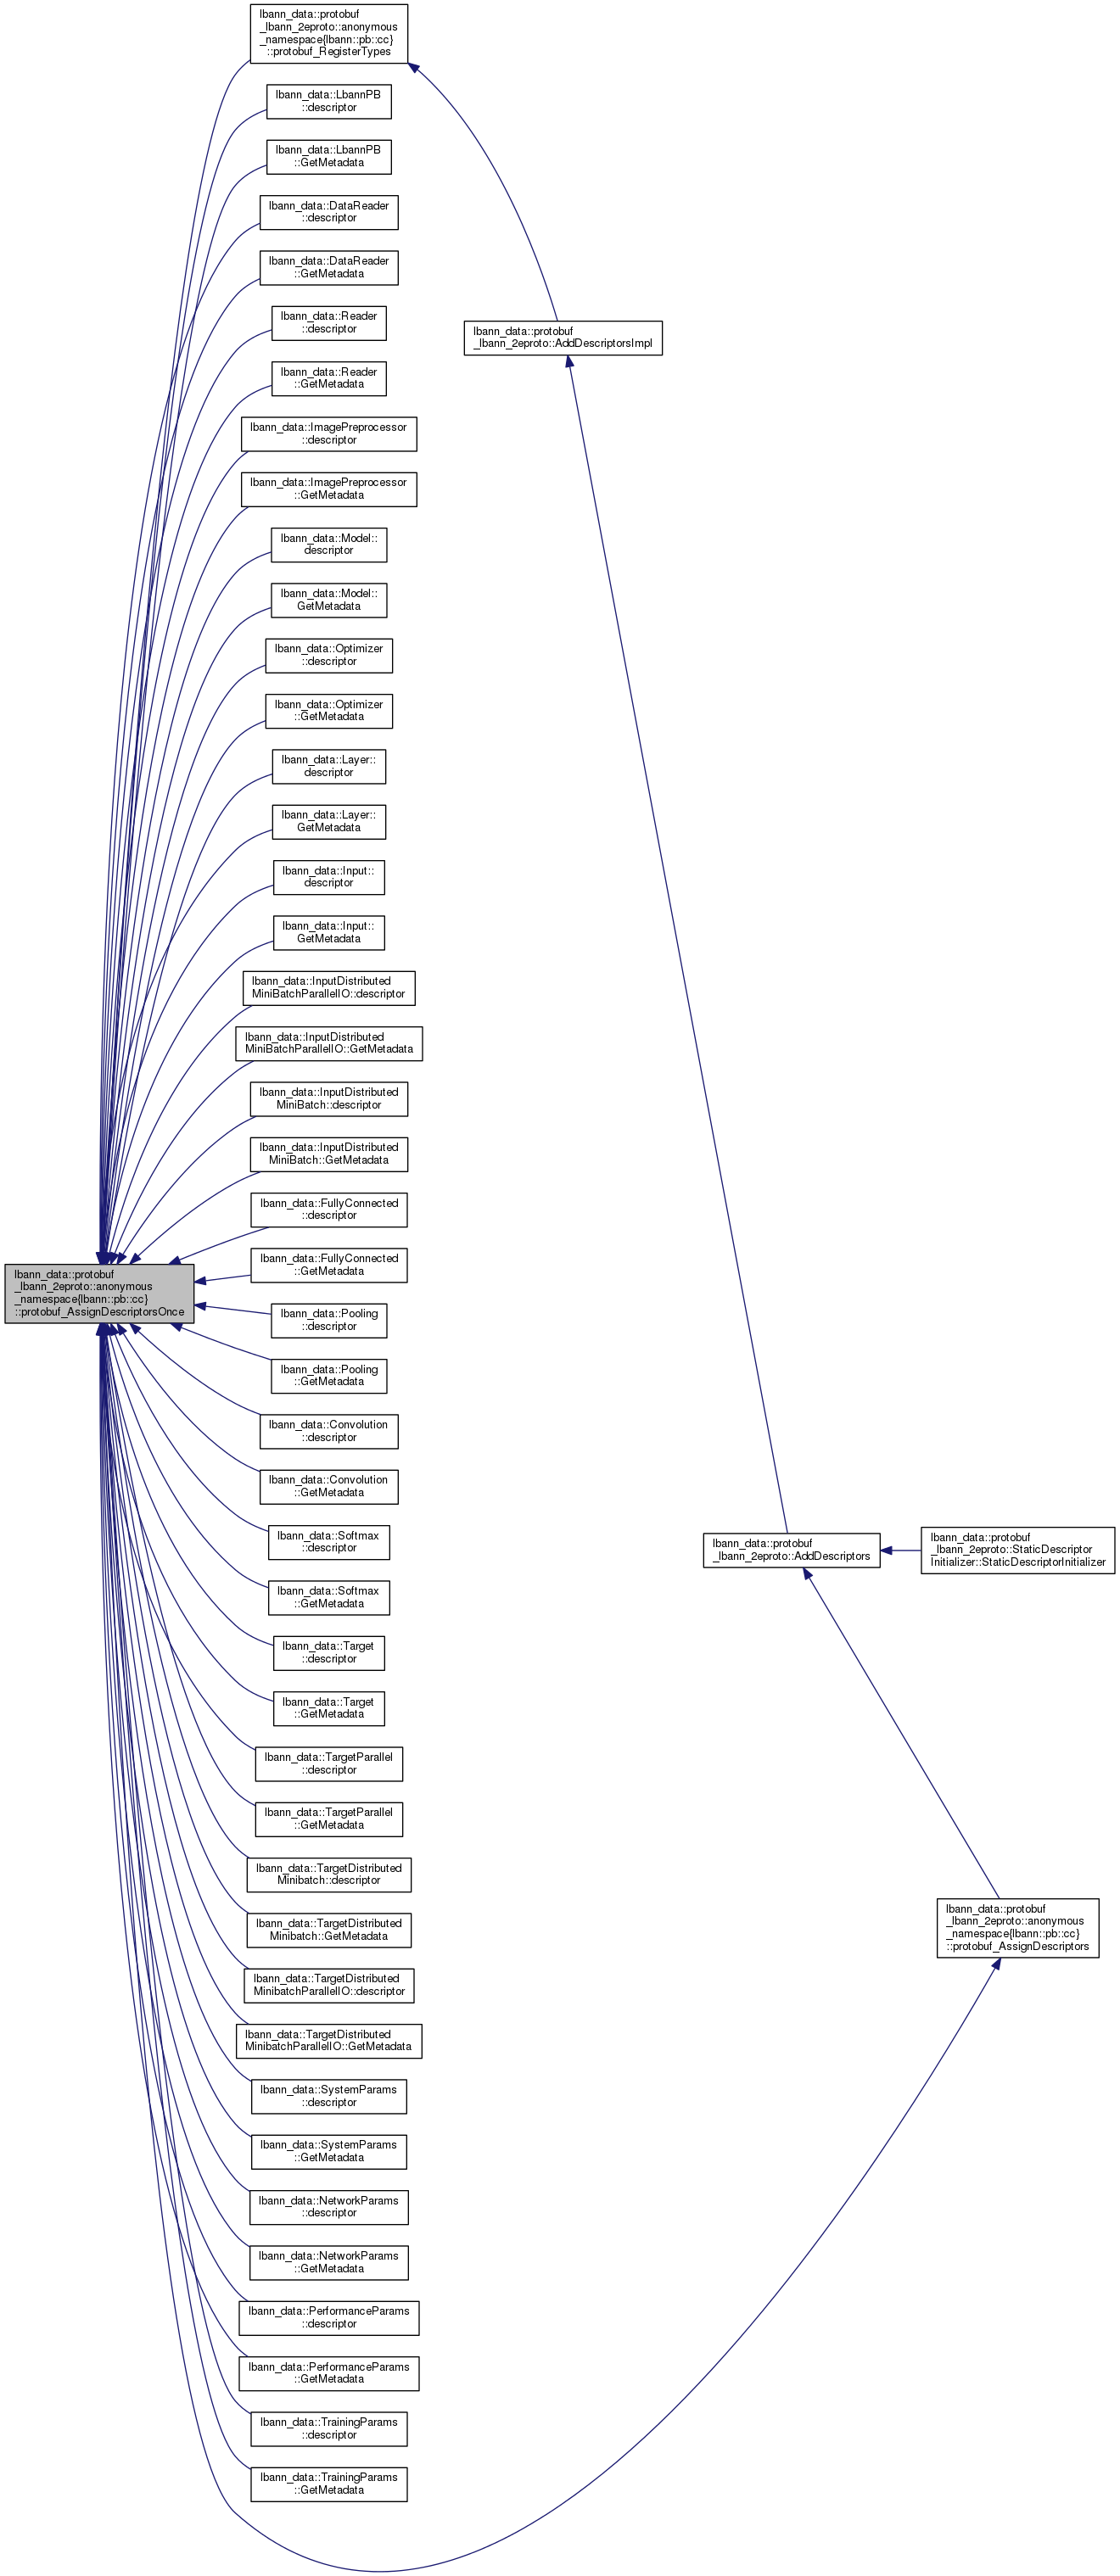 lbann_data::protobuf
_lbann_2eproto::anonymous
_namespace{lbann::pb::cc}
::protobuf_RegisterTypes
lbann_data::LbannPB
::descriptor
lbann_data::LbannPB
::GetMetadata
lbann_data::DataReader
::descriptor
lbann_data::DataReader
::GetMetadata
lbann_data::Reader
::descriptor
lbann_data::protobuf
_lbann_2eproto::AddDescriptorsImpl
lbann_data::Reader
::GetMetadata
lbann_data::ImagePreprocessor
::descriptor
lbann_data::ImagePreprocessor
::GetMetadata
lbann_data::Model::
descriptor
lbann_data::Model::
GetMetadata
lbann_data::Optimizer
::descriptor
lbann_data::Optimizer
::GetMetadata
lbann_data::Layer::
descriptor
lbann_data::Layer::
GetMetadata
lbann_data::Input::
descriptor
lbann_data::Input::
GetMetadata
lbann_data::InputDistributed
MiniBatchParallelIO::descriptor
lbann_data::InputDistributed
MiniBatchParallelIO::GetMetadata
lbann_data::InputDistributed
MiniBatch::descriptor
lbann_data::InputDistributed
MiniBatch::GetMetadata
lbann_data::FullyConnected
::descriptor
lbann_data::FullyConnected
::GetMetadata
lbann_data::protobuf
_lbann_2eproto::anonymous
_namespace{lbann::pb::cc}
::protobuf_AssignDescriptorsOnce
lbann_data::Pooling
::descriptor
lbann_data::Pooling
::GetMetadata
lbann_data::Convolution
::descriptor
lbann_data::Convolution
::GetMetadata
lbann_data::Softmax
::descriptor
lbann_data::protobuf
_lbann_2eproto::AddDescriptors
lbann_data::protobuf
_lbann_2eproto::StaticDescriptor
Initializer::StaticDescriptorInitializer
lbann_data::Softmax
::GetMetadata
lbann_data::Target
::descriptor
lbann_data::Target
::GetMetadata
lbann_data::TargetParallel
::descriptor
lbann_data::TargetParallel
::GetMetadata
lbann_data::TargetDistributed
Minibatch::descriptor
lbann_data::TargetDistributed
Minibatch::GetMetadata
lbann_data::protobuf
_lbann_2eproto::anonymous
_namespace{lbann::pb::cc}
::protobuf_AssignDescriptors
lbann_data::TargetDistributed
MinibatchParallelIO::descriptor
lbann_data::TargetDistributed
MinibatchParallelIO::GetMetadata
lbann_data::SystemParams
::descriptor
lbann_data::SystemParams
::GetMetadata
lbann_data::NetworkParams
::descriptor
lbann_data::NetworkParams
::GetMetadata
lbann_data::PerformanceParams
::descriptor
lbann_data::PerformanceParams
::GetMetadata
lbann_data::TrainingParams
::descriptor
lbann_data::TrainingParams
::GetMetadata